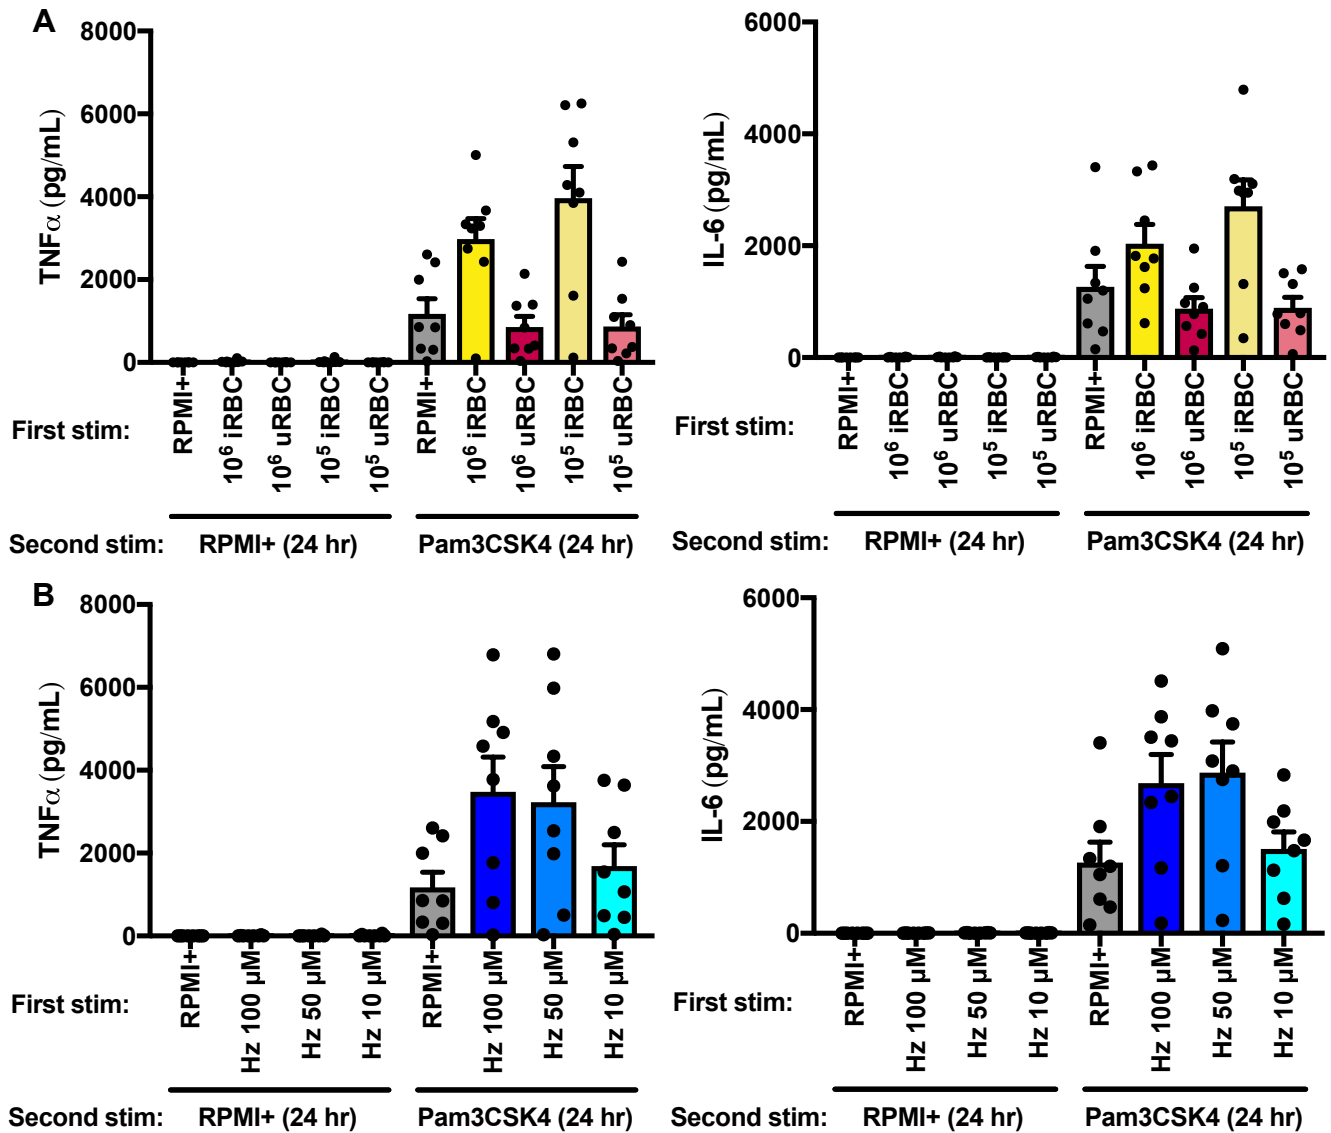 A
8000
6000
4000
2000
0
TNFα (pg/mL)
First stim:
RPMI+
10⁶ iRBC
10⁶ uRBC
10⁵ iRBC
10⁵ uRBC
RPMI+
10⁶ iRBC
10⁶ uRBC
10⁵ iRBC
10⁵ uRBC
Second stim:
RPMI+ (24 hr)
Pam3CSK4 (24 hr)
6000
4000
2000
0
IL-6 (pg/mL)
First stim:
RPMI+
10⁶ iRBC
10⁶ uRBC
10⁵ iRBC
10⁵ uRBC
RPMI+
10⁶ iRBC
10⁶ uRBC
10⁵ iRBC
10⁵ uRBC
Second stim:
RPMI+ (24 hr)
Pam3CSK4 (24 hr)
B
8000
6000
4000
2000
0
TNFα (pg/mL)
First stim:
RPMI+
Hz 100 μM
Hz 50 μM
Hz 10 μM
RPMI+
Hz 100 μM
Hz 50 μM
Hz 10 μM
Second stim:
RPMI+ (24 hr)
Pam3CSK4 (24 hr)
6000
4000
2000
0
IL-6 (pg/mL)
First stim:
RPMI+
Hz 100 μM
Hz 50 μM
Hz 10 μM
RPMI+
Hz 100 μM
Hz 50 μM
Hz 10 μM
Second stim:
RPMI+ (24 hr)
Pam3CSK4 (24 hr)